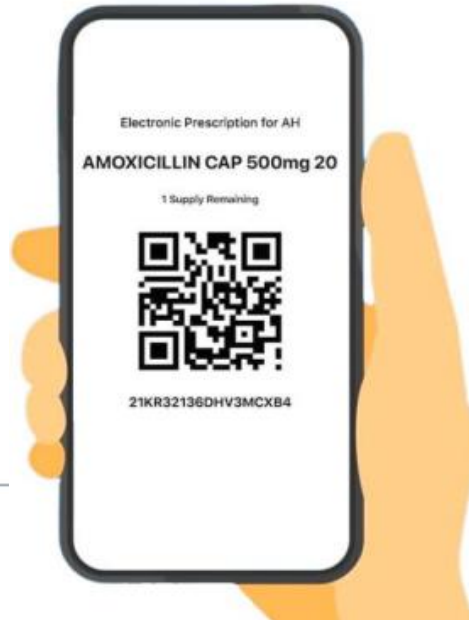 Electronic Prescription for AH
AMOXICILLIN CAP 500mg 20
1 Supply Remaining
21KR32136DHV3MCXB4